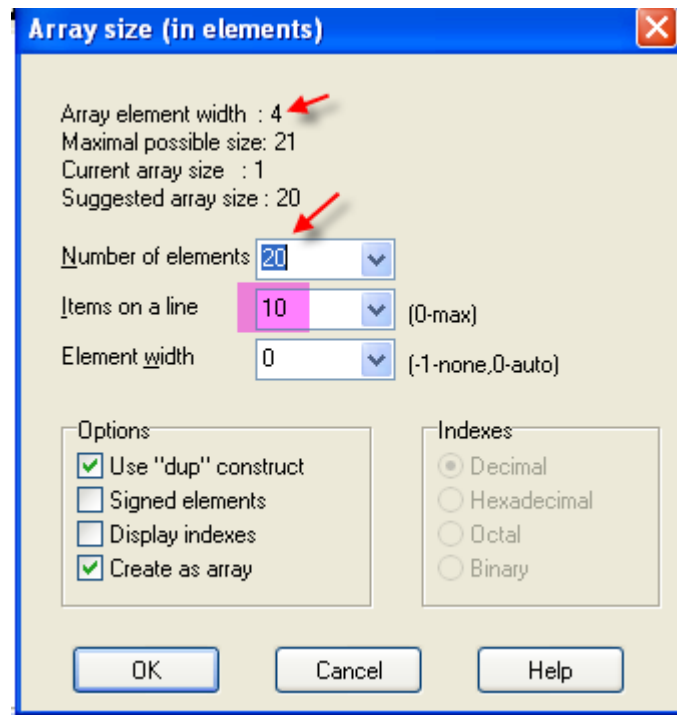 Array size (in elements)
Array element width : 4
Maximal possible size: 21
Current array size : 1
Suggested array size : 20
Number of elements 20
Items on a line 10 (0-max)
Element width 0 (-1-none,0-auto)
Options Indexes
Use "dup" construct Decimal
Signed elements Hexadecimal
Display indexes Octal
Create as array Binary
OK Cancel Help